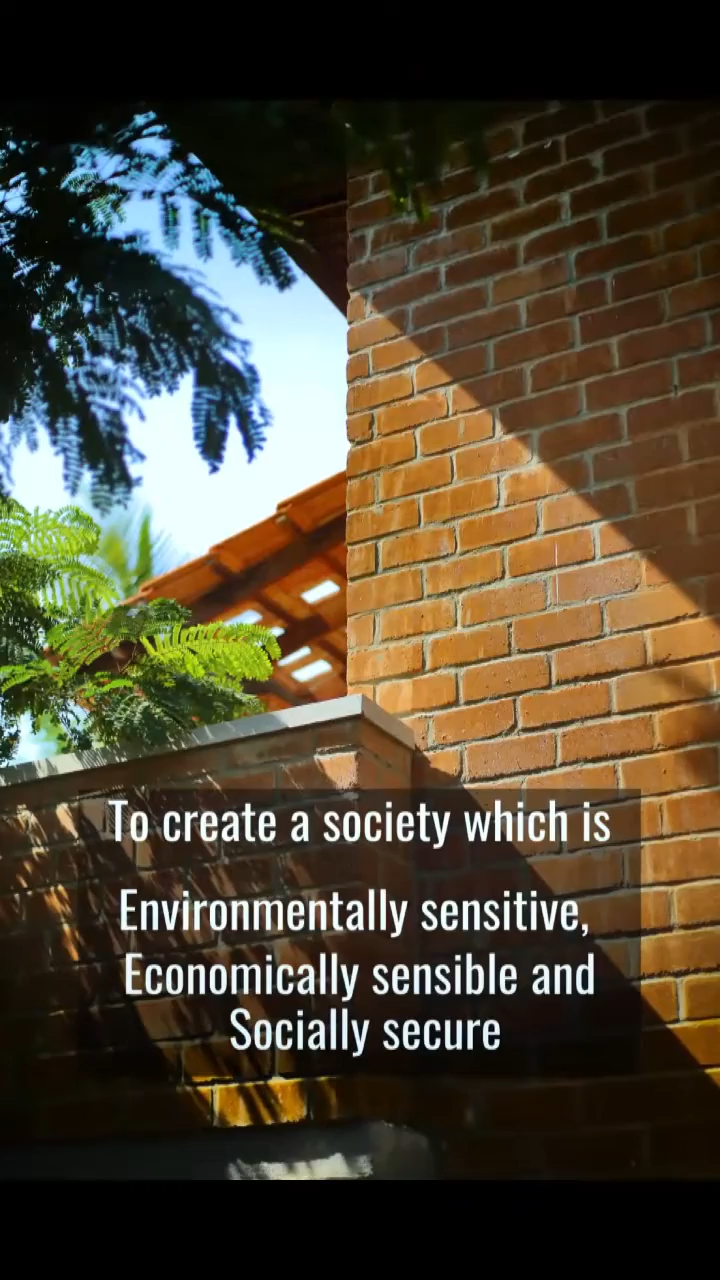 To create a society which is
Environmentally sensitive,
Economically sensible and
Socially secure